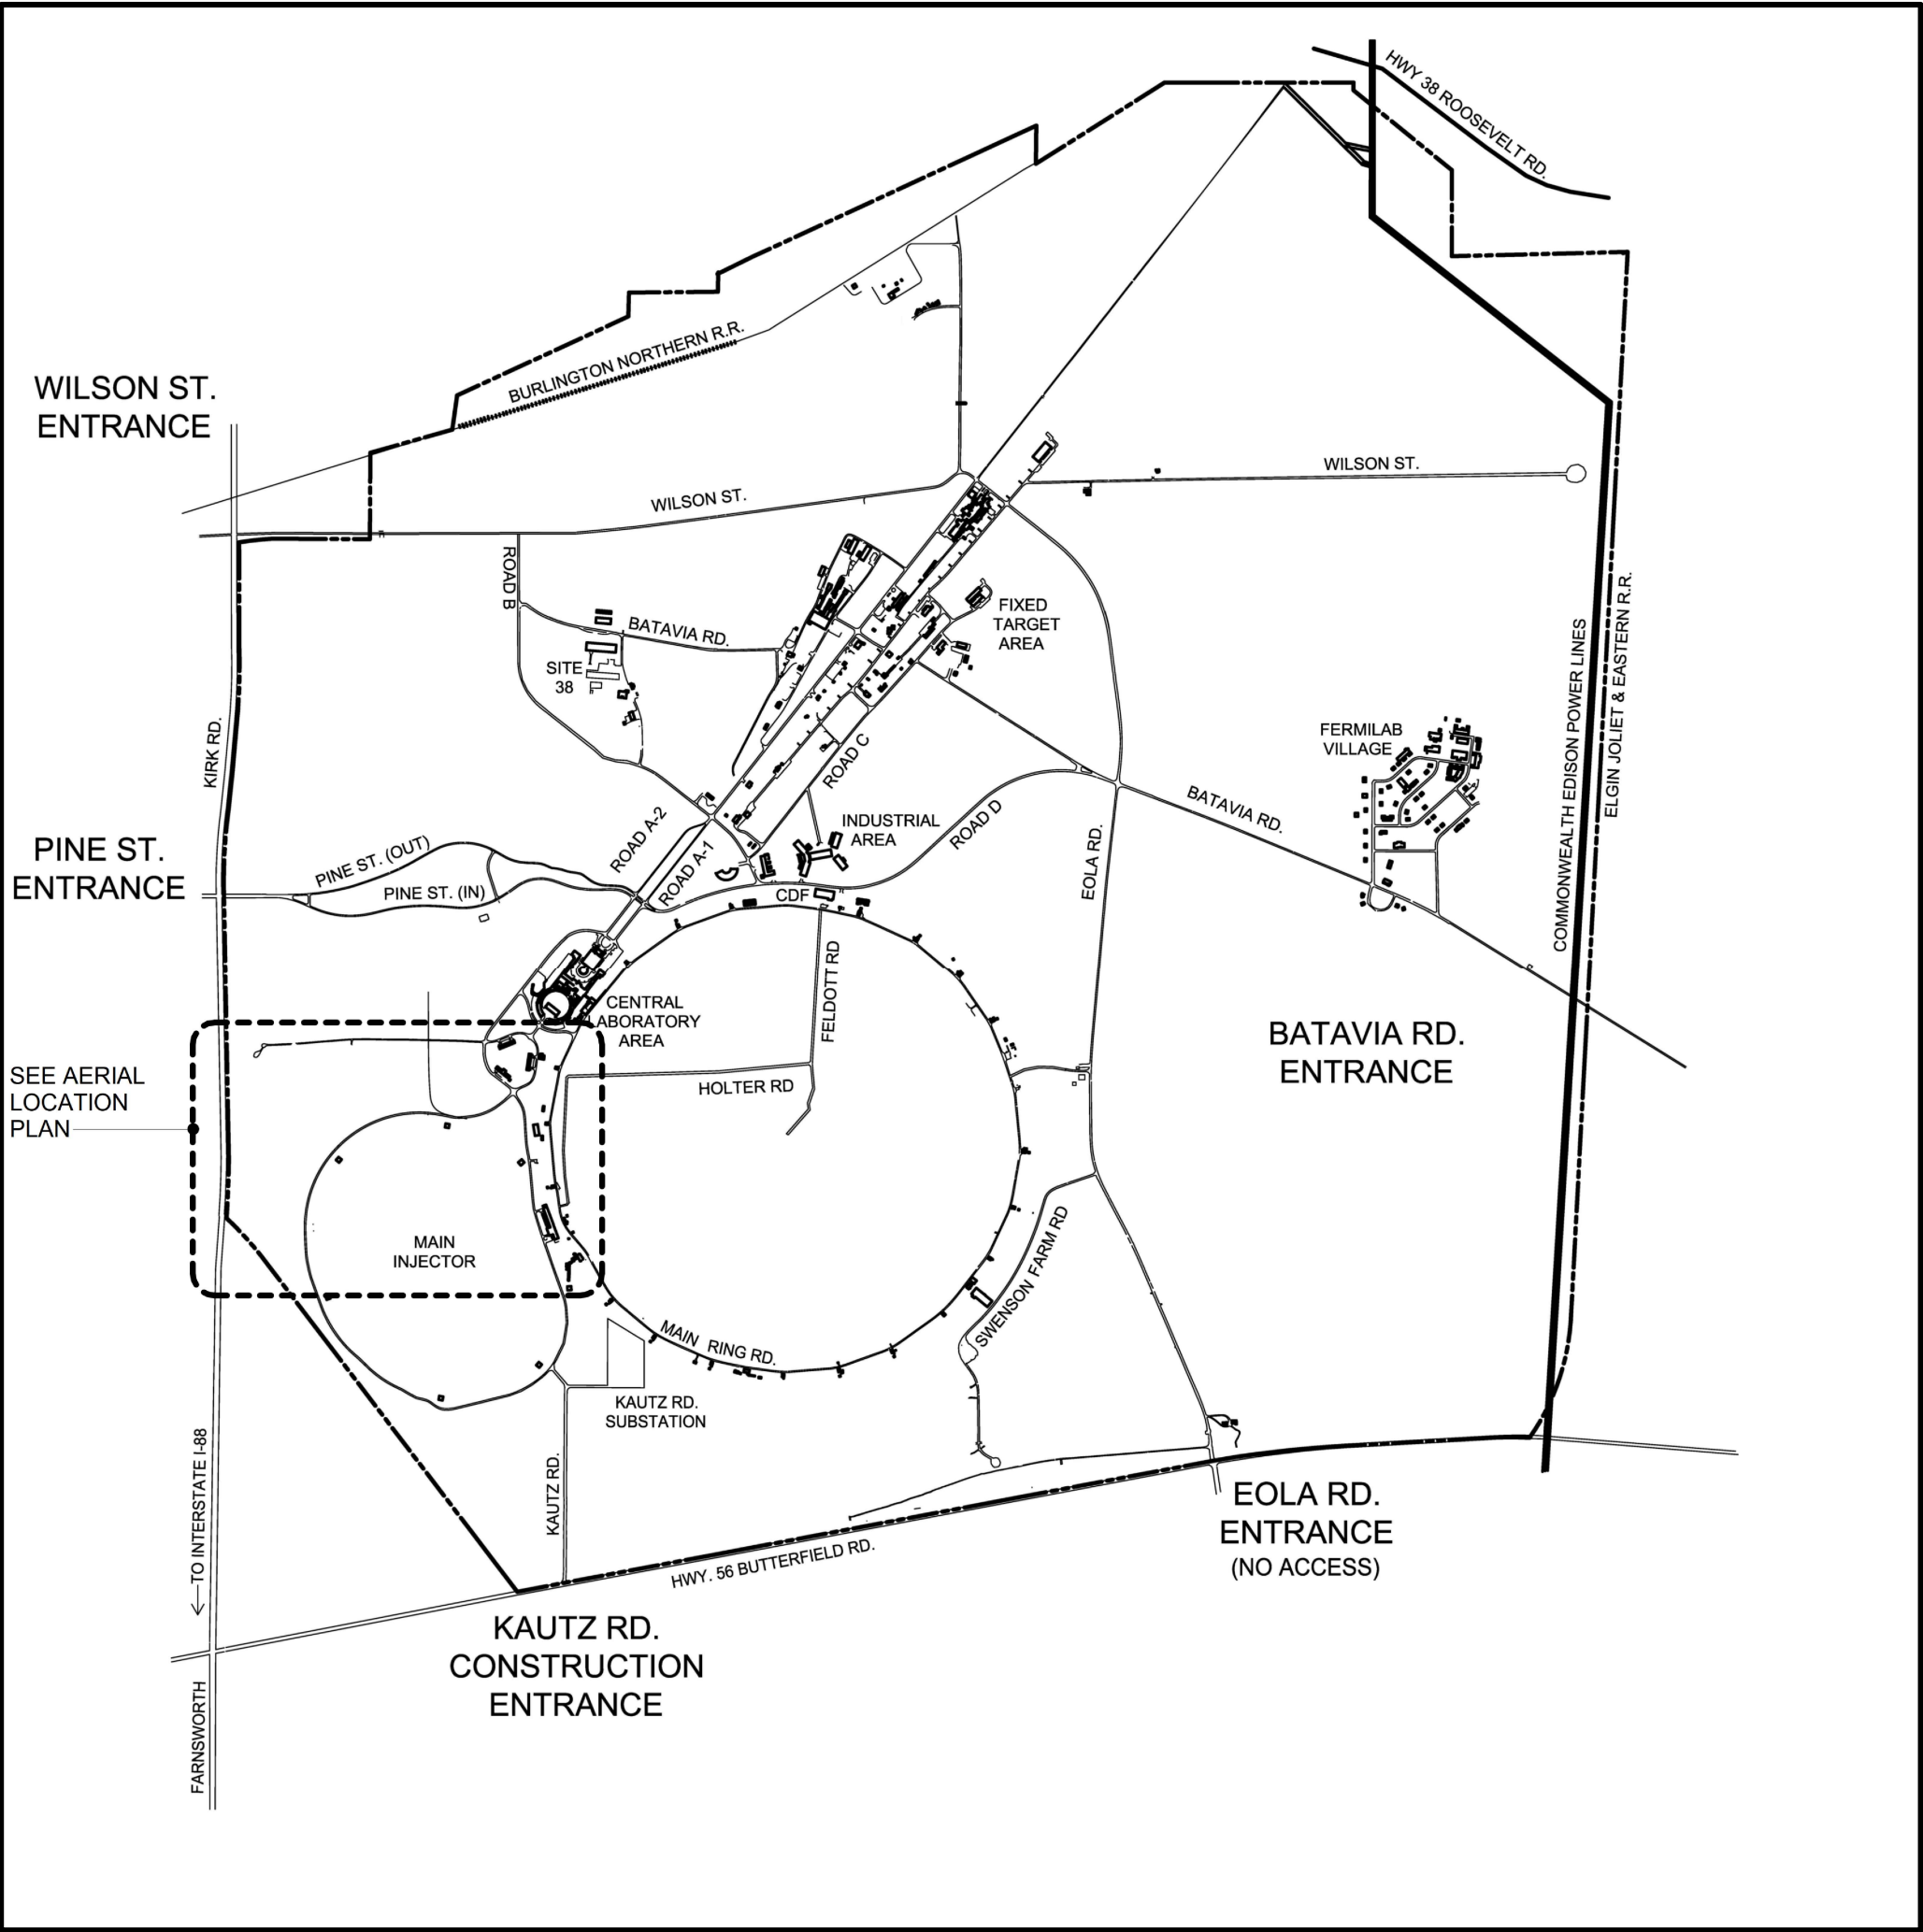 HWY 38 ROOSEVELT RD.
BURLINGTON NORTHERN R.R.
WILSON ST.
ENTRANCE
WILSON ST.
WILSON ST.
ROAD B
BATAVIA RD.
SITE
38
FIXED
TARGET
AREA
COMMONWEALTH EDISON POWER LINES
ELGIN JOLIET & EASTERN R.R.
KIRK RD.
FERMILAB
VILLAGE
ROAD C
BATAVIA RD.
PINE ST.
ENTRANCE
PINE ST. (OUT)
PINE ST. (IN)
ROAD A-2
ROAD A-1
INDUSTRIAL
AREA
ROAD D
EOLA RD.
CDF
FELDOTT RD
CENTRAL
LABORATORY
AREA
BATAVIA RD.
ENTRANCE
SEE AERIAL
LOCATION
PLAN
HOLTER RD
MAIN
INJECTOR
SWENSON FARM RD
MAIN RING RD.
KAUTZ RD.
SUBSTATION
TO INTERSTATE I-88
KAUTZ RD.
EOLA RD.
ENTRANCE
(NO ACCESS)
HWY. 56 BUTTERFIELD RD.
KAUTZ RD.
CONSTRUCTION
ENTRANCE
FARNSWORTH